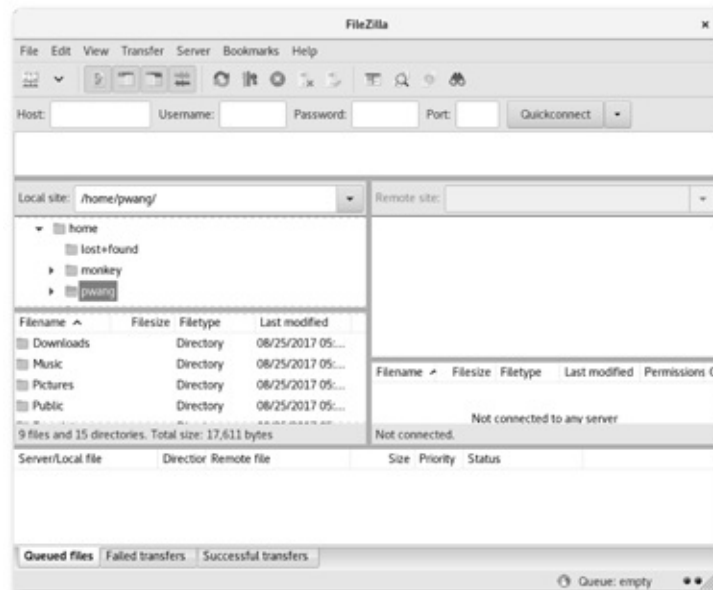 FileZilla
File Edit View Transfer Server Bookmarks Help
Host: Username: Password: Port: Quickconnect
Local site: /home/pwang/
Remote site:
home
lost+found
monkey
pwang
Filename Filesize Filetype Last modified
Downloads Directory 08/25/2017 05:...
Music Directory 08/25/2017 05:...
Pictures Directory 08/25/2017 05:...
Public Directory 08/25/2017 05:...
9 files and 15 directories. Total size: 17,611 bytes
Filename Filesize Filetype Last modified Permissions
Not connected to any server
Not connected.
Server/Local file Direction Remote file Size Priority Status
Queued files Failed transfers Successful transfers
Queue: empty